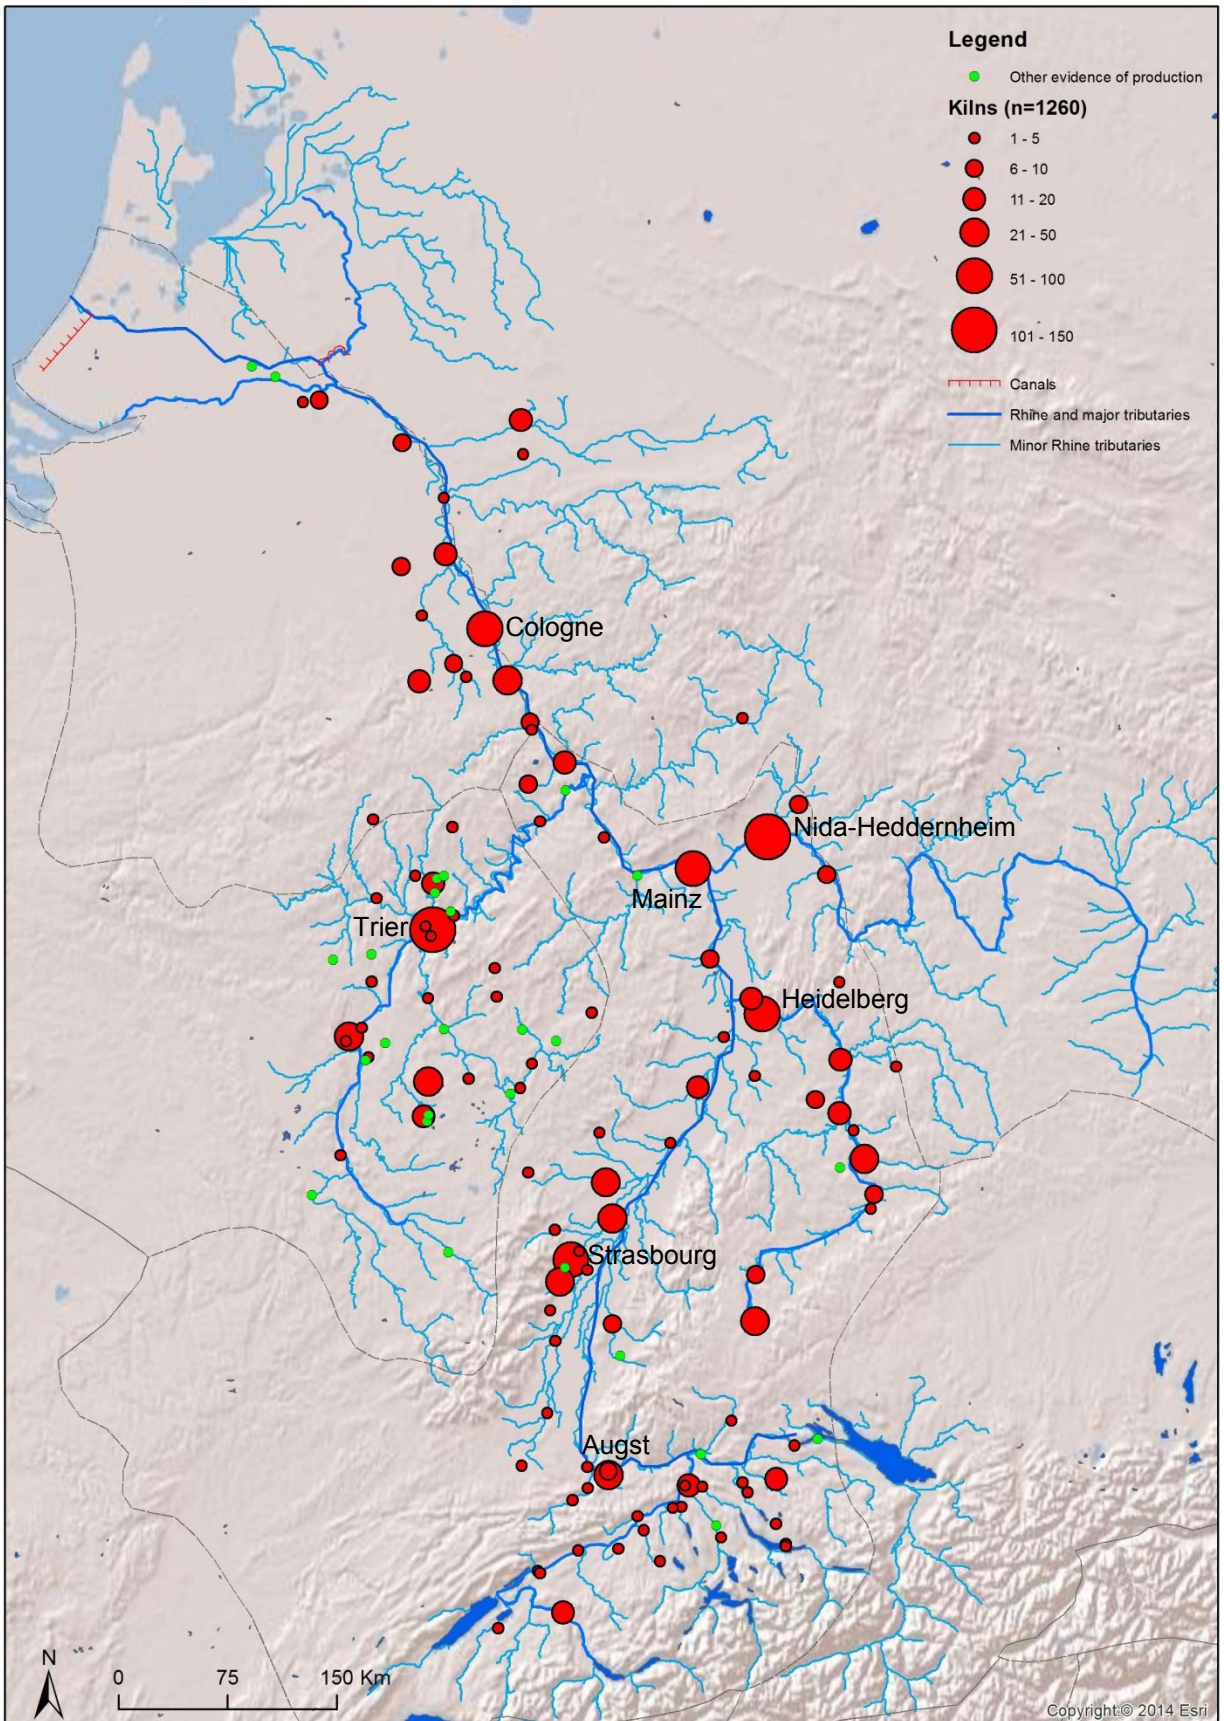 Legend
Other evidence of production
Kilns (n=1260)
1 - 5
6 - 10
11 - 20
21 - 50
51 - 100
101 - 150
Canals
Rhine and major tributaries
Minor Rhine tributaries
Cologne
Nida-Heddernheim
Mainz
Trier
Heidelberg
Strasbourg
Augst
N
0 75 150 Km
Copyright:© 2014 Esri